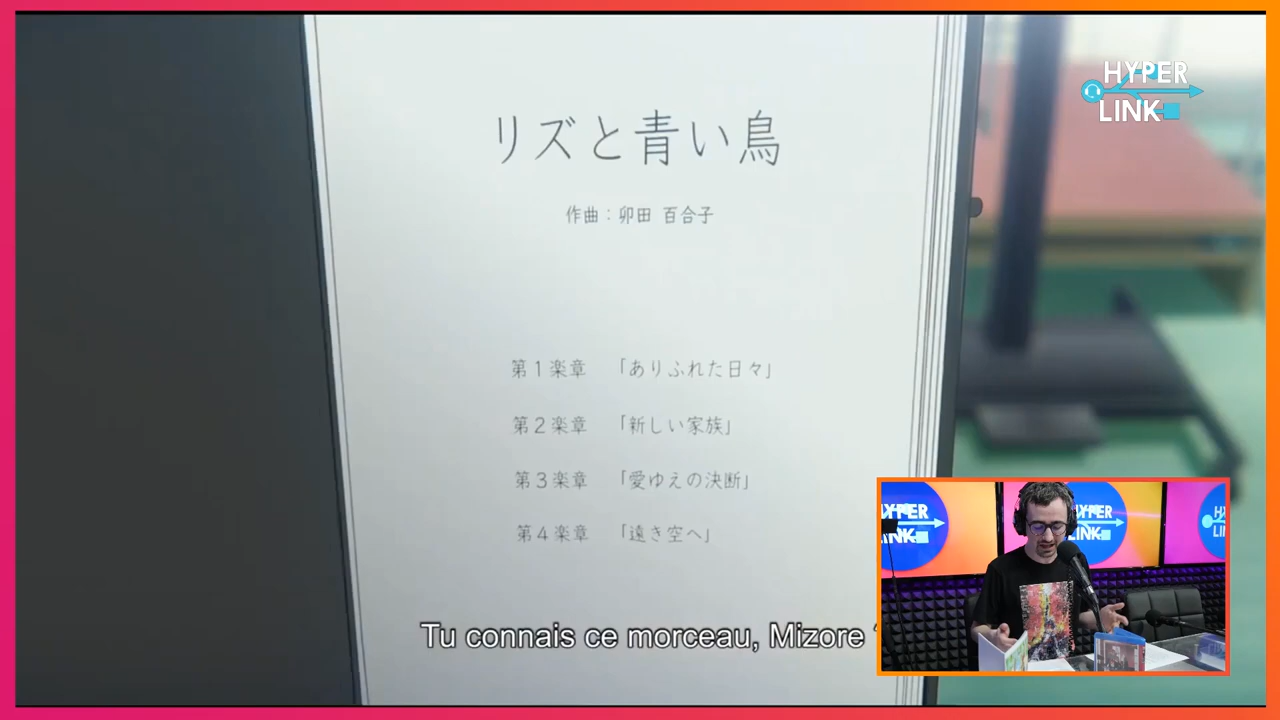 リズと青い鳥
作曲：卯田 百合子
第1楽章 「ありふれた日々」
第2楽章 「新しい家族」
第3楽章 「愛ゆえの決断」
第4楽章 「遠き空へ」
Tu connais ce morceau, Mizore
HYPER
LINK
HYPER
LINK